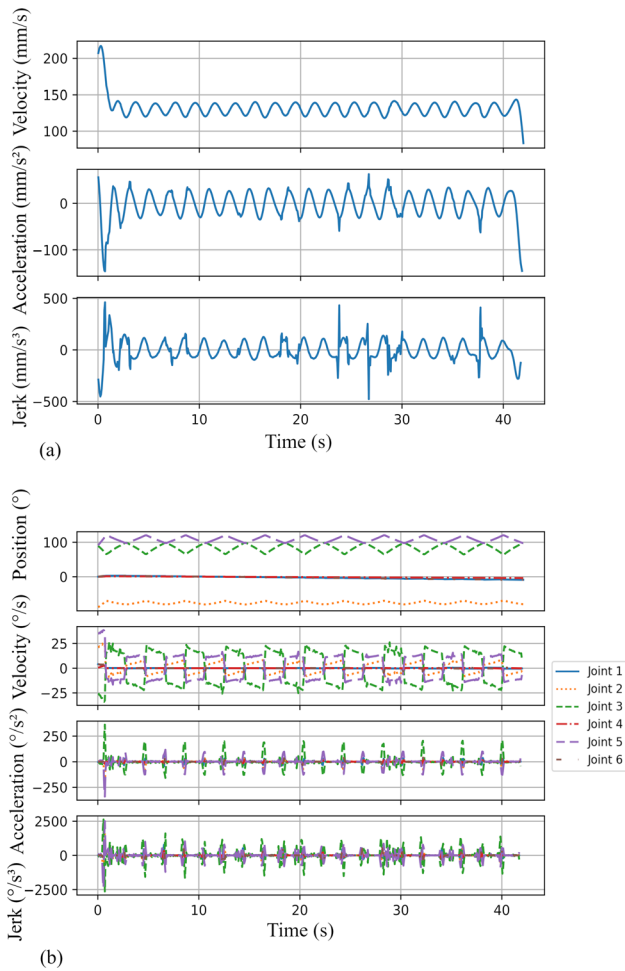 Velocity (mm/s)
200
150
100
Acceleration (mm/s²)
0
−100
Jerk (mm/s³)
500
0
−500
0 10 20 30 40
Time (s)
(a)
Position (°)
100
0
Velocity (°/s)
25
0
−25
Acceleration (°/s²)
250
0
−250
Jerk (°/s³)
2500
0
−2500
0 10 20 30 40
Time (s)
Joint 1
Joint 2
Joint 3
Joint 4
Joint 5
Joint 6
(b)